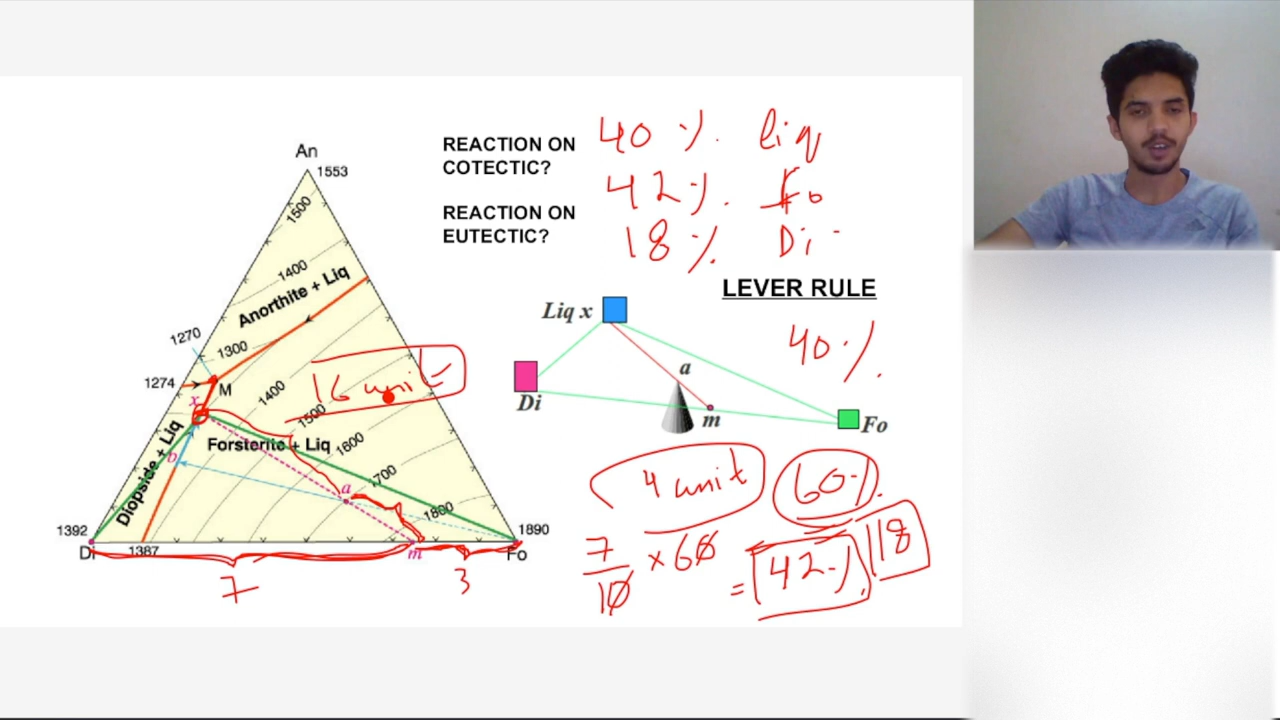 An
1553
1500
1400
Anorthite + Liq
1270
1300
1274
M
x
1400
16 unit
1500
1600
Forsterite + Liq
Diopside + Liq
b
a
1700
1800
1392
1890
Di
1387
m
Fo
7
3
REACTION ON
COTECTIC?
REACTION ON
EUTECTIC?
40 %. liq
42 %. Fo
18 %. Di
LEVER RULE
40 %.
Liq x
a
Di
m
Fo
4 unit
60 %.
7/10 × 60 = 42 %.
18